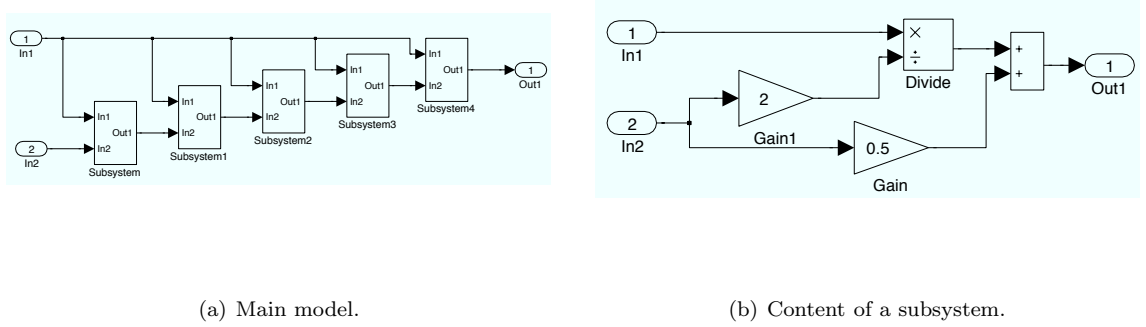 1
In1
2
In2
In1
Out1
In2
Subsystem
In1
Out1
In2
Subsystem1
In1
Out1
In2
Subsystem2
In1
Out1
In2
Subsystem3
In1
Out1
In2
Subsystem4
1
Out1
1
In1
2
In2
2
Gain1
0.5
Gain
×
÷
Divide
+
+
1
Out1
(a) Main model.
(b) Content of a subsystem.